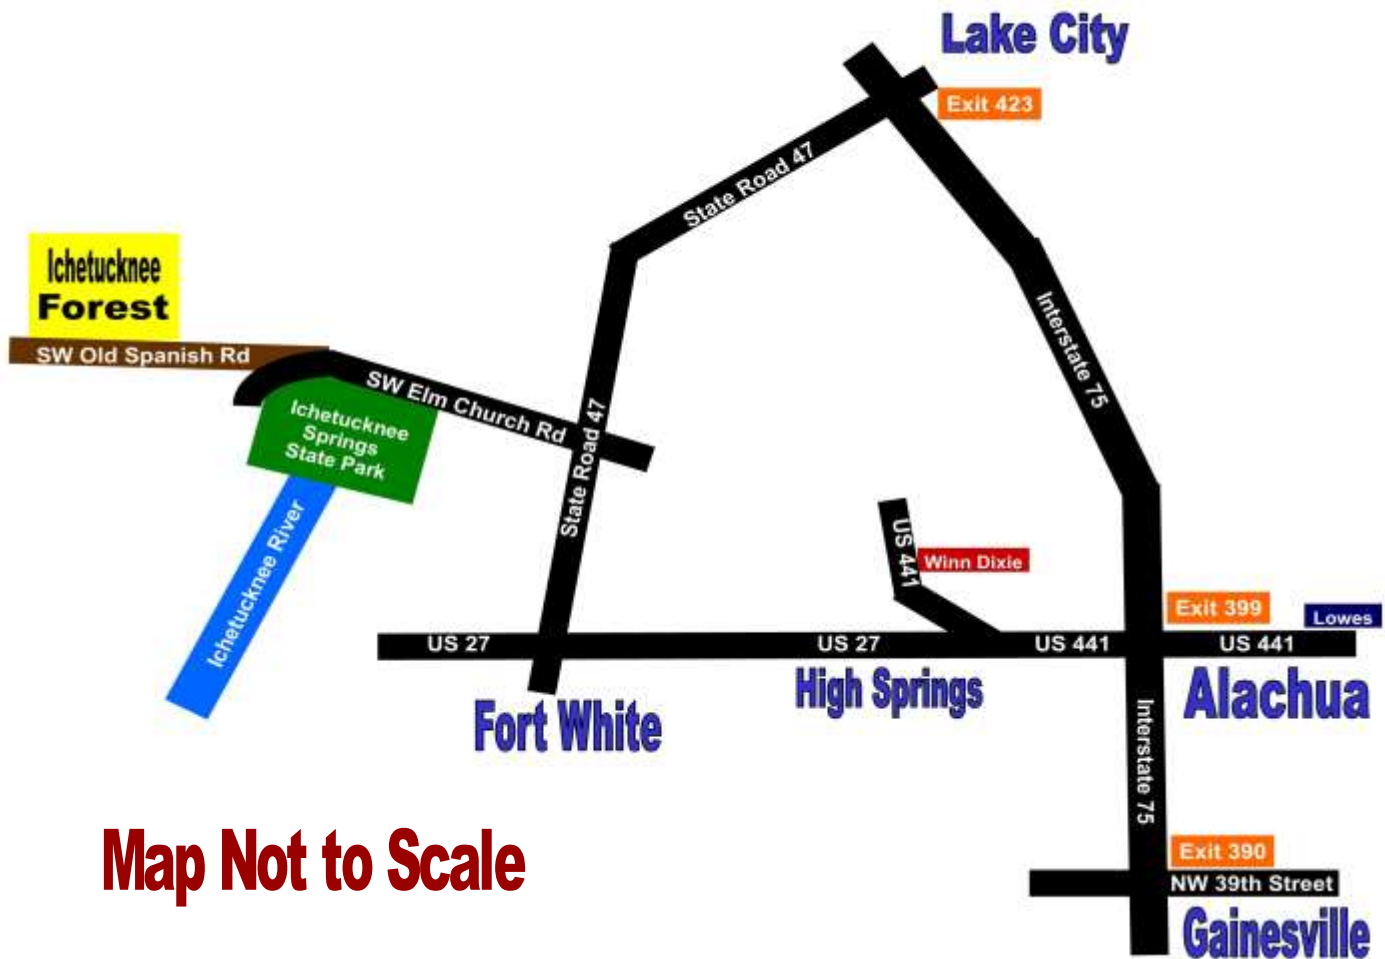 Lake City
Exit 423
State Road 47
Ichetucknee
Forest
SW Old Spanish Rd
Interstate 75
SW Elm Church Rd
Ichetucknee
Springs
State Park
State Road 47
Ichetucknee River
US 441
Winn Dixie
Exit 399
Lowes
US 27
US 27
US 441
US 441
High Springs
Alachua
Fort White
Interstate 75
Map Not to Scale
Exit 390
NW 39th Street
Gainesville